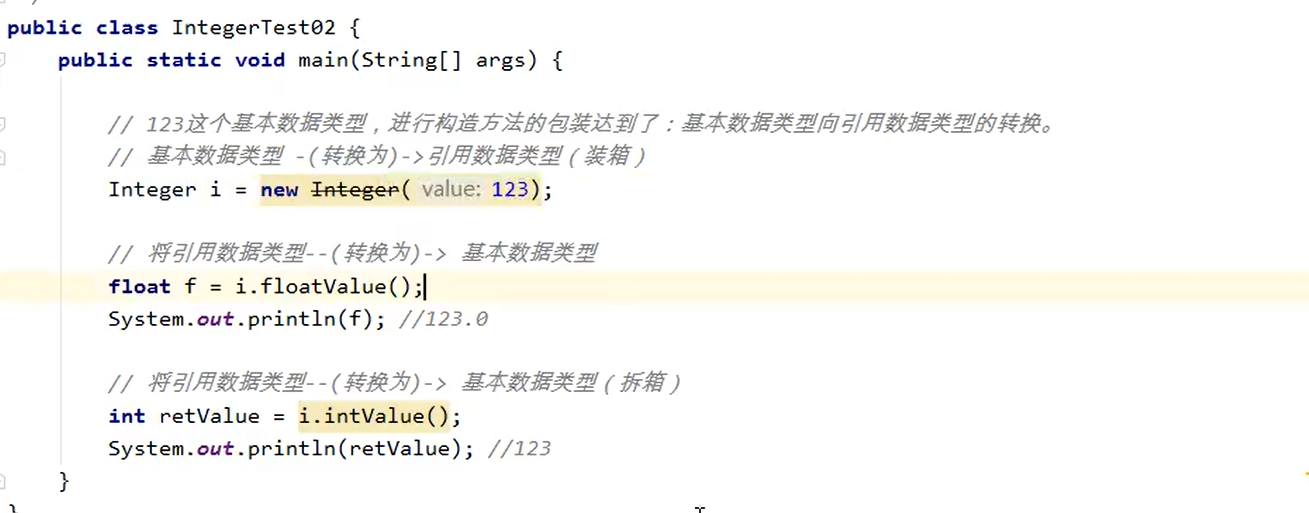 public class IntegerTest02 {
public static void main(String[] args) {
// 123这个基本数据类型，进行构造方法的包装达到了：基本数据类型向引用数据类型的转换。
// 基本数据类型 -(转换为)->引用数据类型（装箱）
Integer i = new Integer( value: 123);
// 将引用数据类型--(转换为)-> 基本数据类型
float f = i.floatValue();
System.out.println(f); //123.0
// 将引用数据类型--(转换为)-> 基本数据类型（拆箱）
int retValue = i.intValue();
System.out.println(retValue); //123
}
}